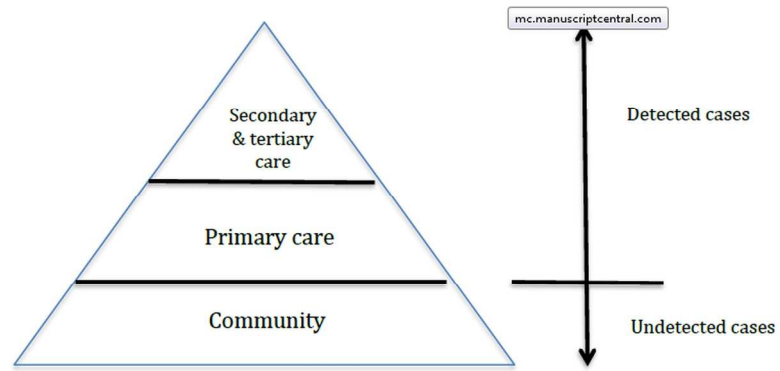 mc.manuscriptcentral.com
Secondary
& tertiary
care
Detected cases
Primary care
Community
Undetected cases